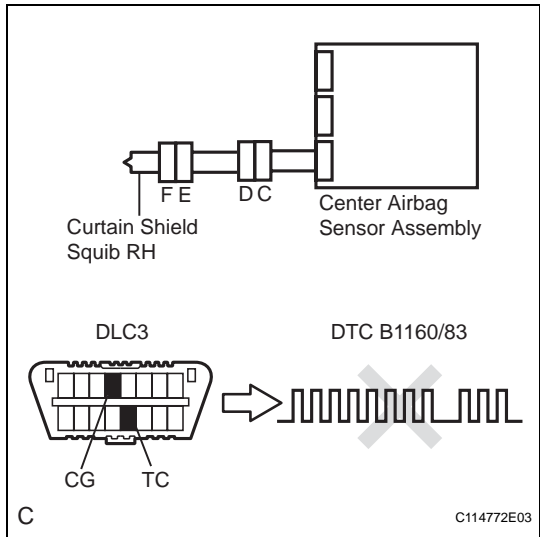 F E
D C
Curtain Shield
Squib RH
Center Airbag
Sensor Assembly
DLC3
DTC B1160/83
CG
TC
C
C114772E03